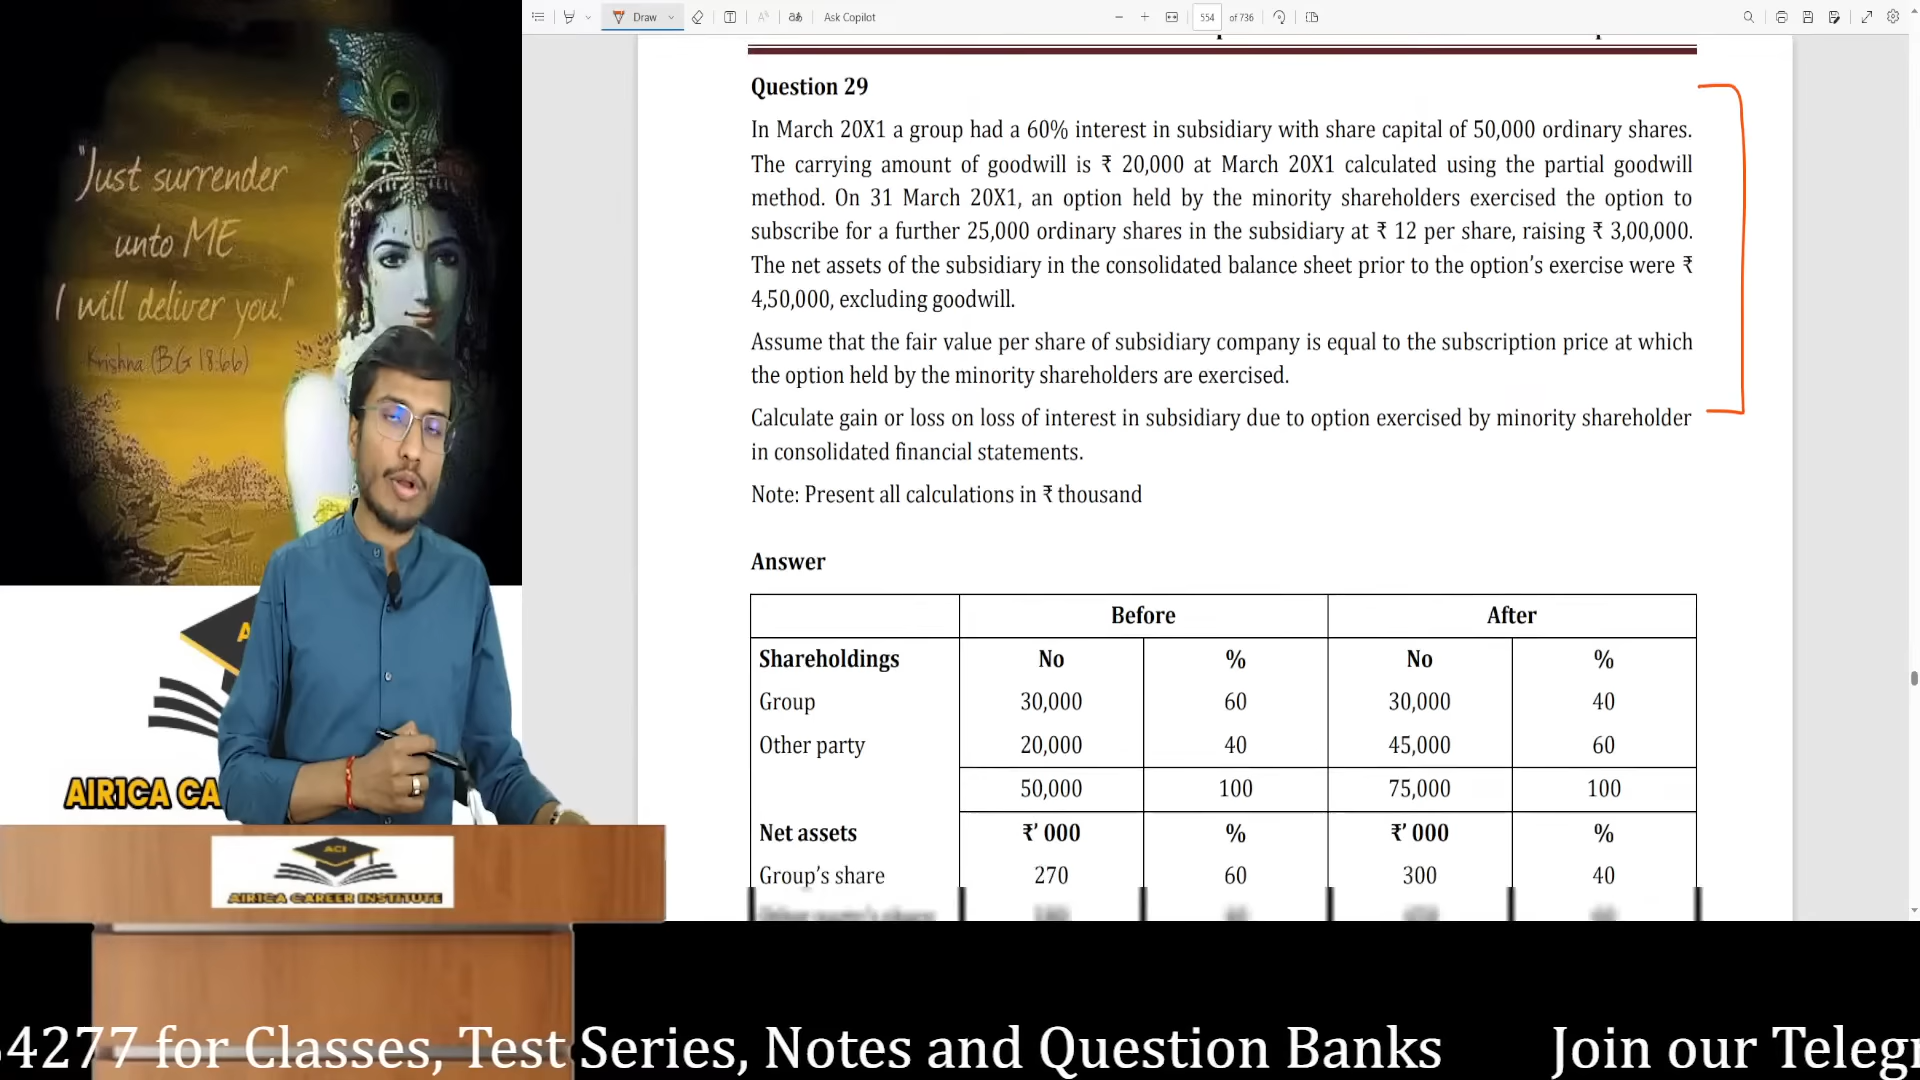 Draw
Ask Copilot
554
of 736
"Just surrender
unto ME
I will deliver you!"
Krishna (B.G 18:66)
AIR1CA CA
ACI
AIR1CA CAREER INSTITUTE
Question 29
In March 20X1 a group had a 60% interest in subsidiary with share capital of 50,000 ordinary shares.
The carrying amount of goodwill is ₹ 20,000 at March 20X1 calculated using the partial goodwill
method. On 31 March 20X1, an option held by the minority shareholders exercised the option to
subscribe for a further 25,000 ordinary shares in the subsidiary at ₹ 12 per share, raising ₹ 3,00,000.
The net assets of the subsidiary in the consolidated balance sheet prior to the option's exercise were ₹
4,50,000, excluding goodwill.
Assume that the fair value per share of subsidiary company is equal to the subscription price at which
the option held by the minority shareholders are exercised.
Calculate gain or loss on loss of interest in subsidiary due to option exercised by minority shareholder
in consolidated financial statements.
Note: Present all calculations in ₹ thousand
Answer
Before After
Shareholdings No % No %
Group 30,000 60 30,000 40
Other party 20,000 40 45,000 60
50,000 100 75,000 100
Net assets ₹' 000 % ₹' 000 %
Group's share 270 60 300 40
4277 for Classes, Test Series, Notes and Question Banks Join our Telegr